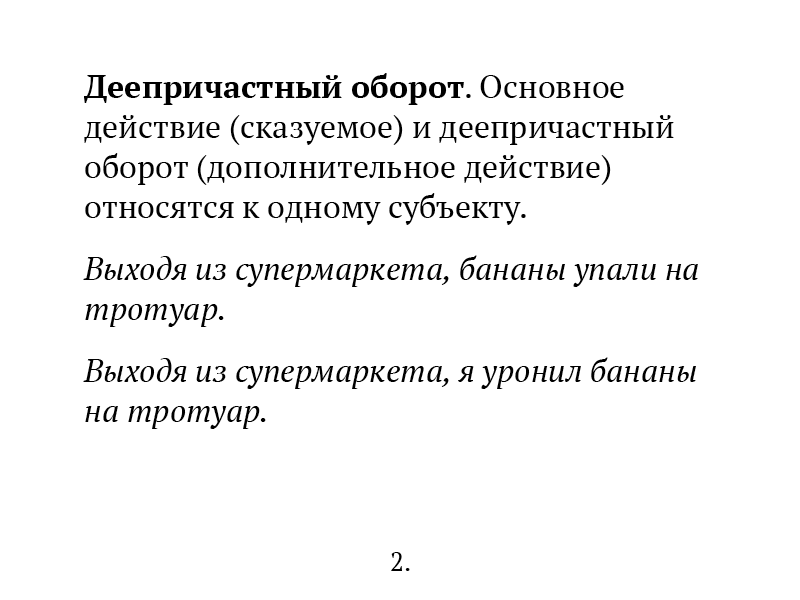 Деепричастный оборот. Основное
действие (сказуемое) и деепричастный
оборот (дополнительное действие)
относятся к одному субъекту.
Выходя из супермаркета, бананы упали на
тротуар.
Выходя из супермаркета, я уронил бананы
на тротуар.
2.